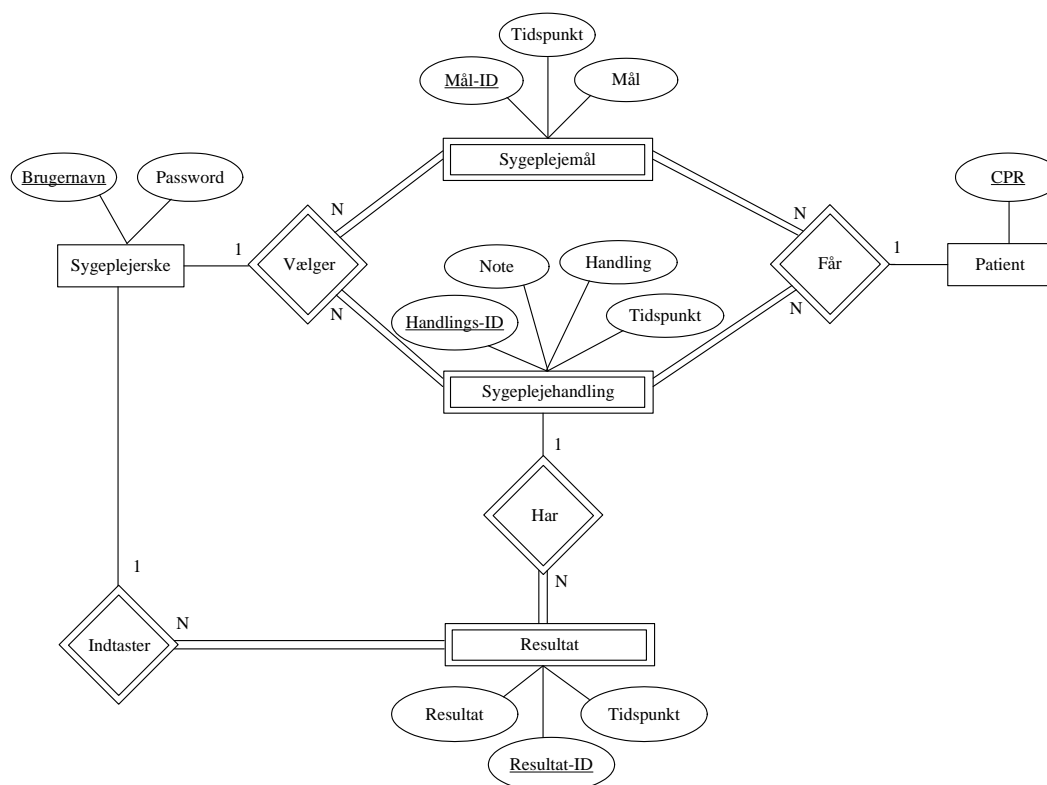 Tidspunkt
Mål-ID
Mål
Sygeplejemål
Brugernavn
Password
CPR
N
N
Sygeplejerske
1
Vælger
Note
Handling
Får
1
Patient
N
Handlings-ID
Tidspunkt
N
Sygeplejehandling
1
Har
1
N
N
Indtaster
Resultat
Resultat
Tidspunkt
Resultat-ID